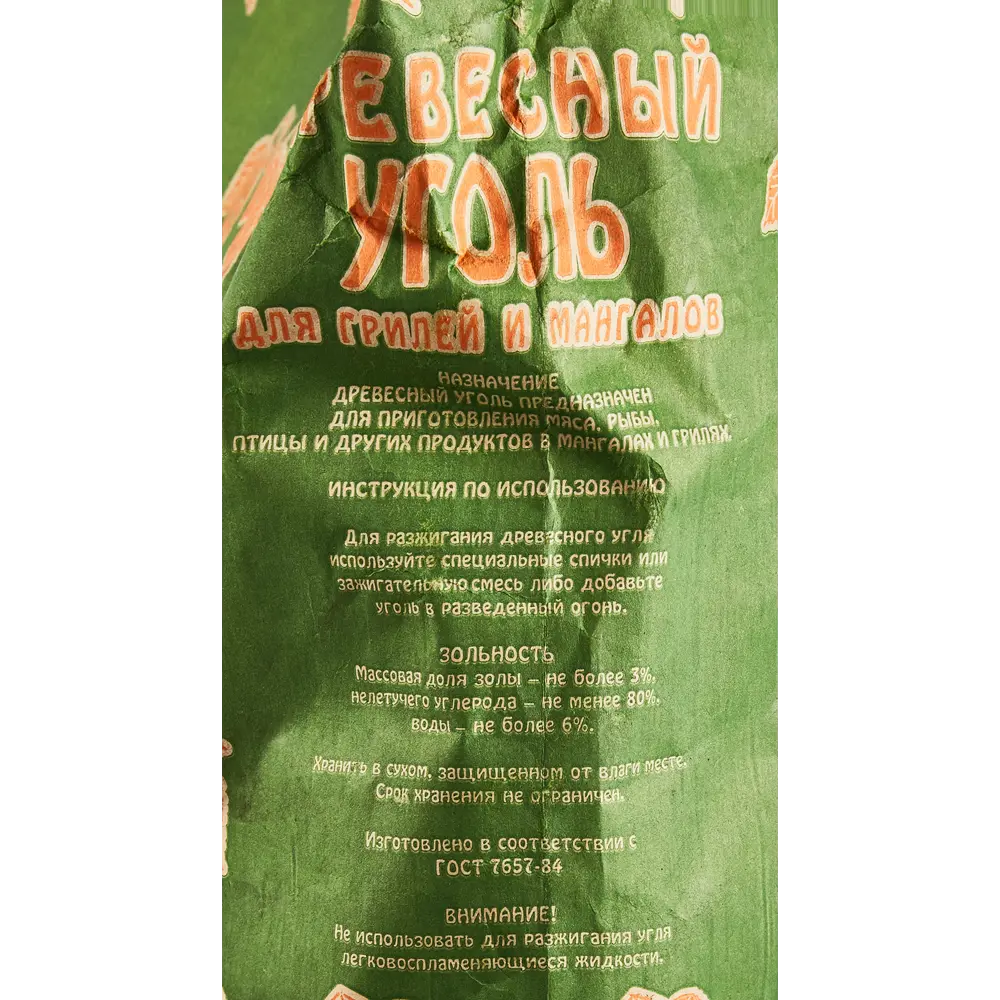 РЕВЕСНЫЙ
УГОЛЬ
ДЛЯ ГРИЛЕЙ И МАНГАЛОВ
НАЗНАЧЕНИЕ
ДРЕВЕСНЫЙ УГОЛЬ ПРЕДНАЗНАЧЕН
ДЛЯ ПРИГОТОВЛЕНИЯ МЯСА, РЫБЫ,
ПТИЦЫ И ДРУГИХ ПРОДУКТОВ В МАНГАЛАХ И ГРИЛЯХ.
ИНСТРУКЦИЯ ПО ИСПОЛЬЗОВАНИЮ
Для разжигания древесного угля
используйте специальные спички или
зажигательную смесь либо добавьте
уголь в разведенный огонь.
ЗОЛЬНОСТЬ
Массовая доля золы – не более 3%,
нелетучего углерода – не менее 80%,
воды – не более 6%.
Хранить в сухом, защищенном от влаги месте.
Срок хранения не ограничен.
Изготовлено в соответствии с
ГОСТ 7657-84
ВНИМАНИЕ!
Не использовать для разжигания угля
легковоспламеняющиеся жидкости.